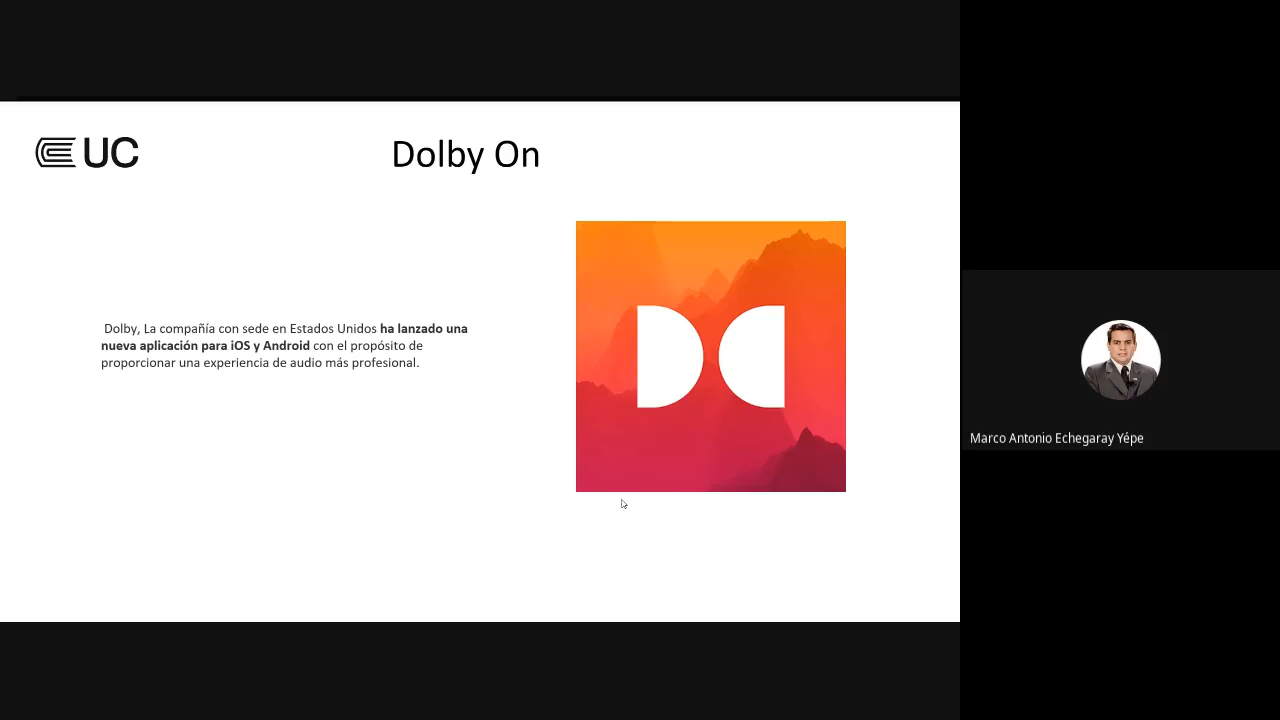 UC
Dolby On
Dolby, La compañía con sede en Estados Unidos ha lanzado una
nueva aplicación para iOS y Android con el propósito de
proporcionar una experiencia de audio más profesional.
Marco Antonio Echegaray Yépe